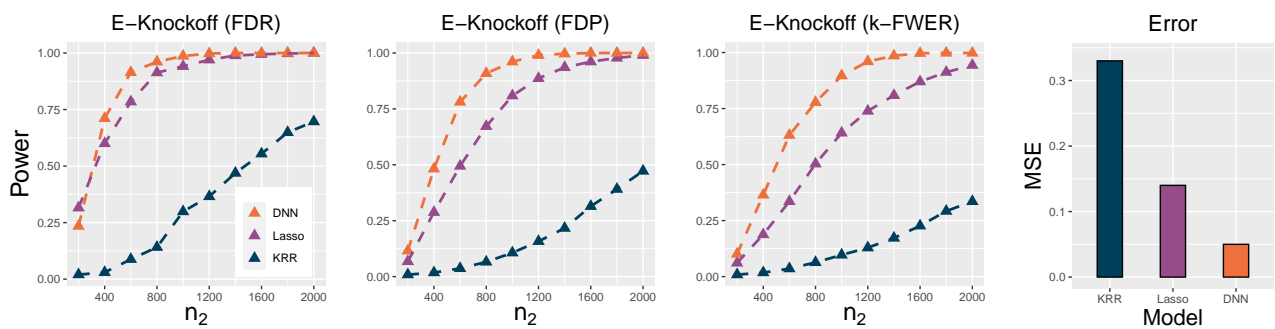 E−Knockoff (FDR)
Power
1.00
0.75
0.50
0.25
0.00
400 800 1200 1600 2000
n₂
DNN
Lasso
KRR
E−Knockoff (FDP)
1.00
0.75
0.50
0.25
0.00
400 800 1200 1600 2000
n₂
E−Knockoff (k−FWER)
1.00
0.75
0.50
0.25
0.00
400 800 1200 1600 2000
n₂
Error
MSE
0.3
0.2
0.1
0.0
KRR Lasso DNN
Model